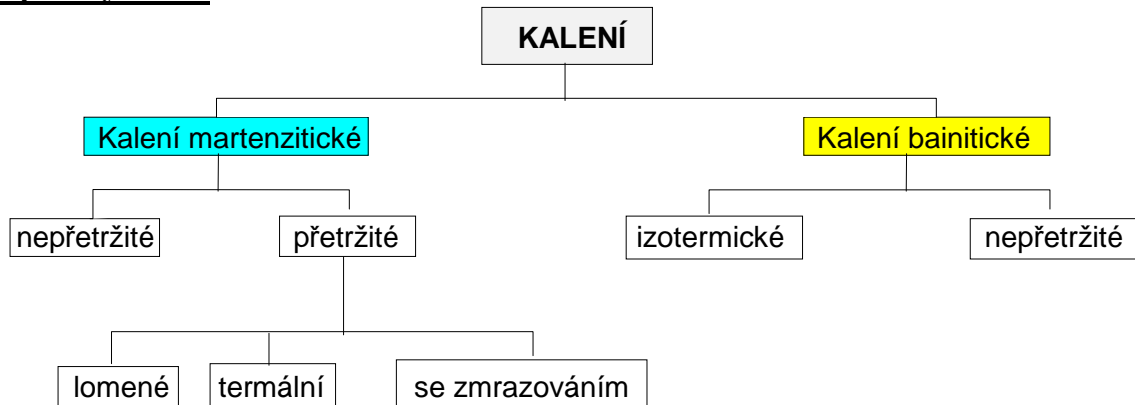 KALENÍ
Kalení martenzitické
Kalení bainitické
nepřetržité
přetržité
izotermické
nepřetržité
lomené
termální
se zmrazováním